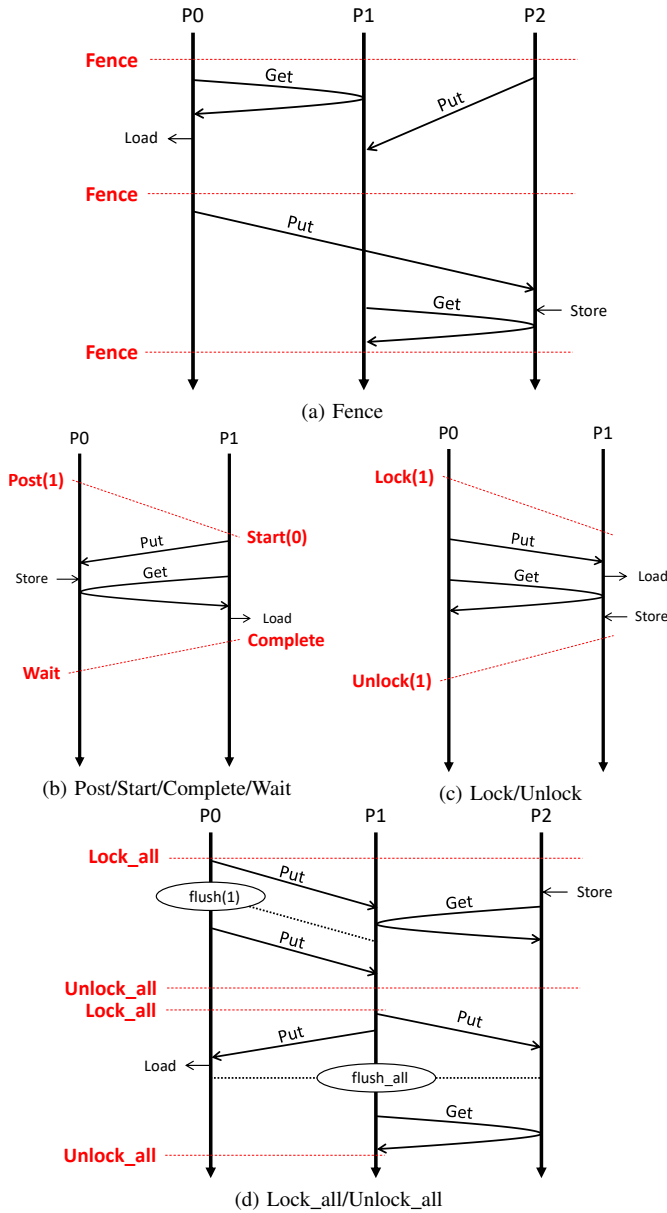 P0 P1 P2
Fence
Get
Put
Load
Fence
Put
Get
Store
Fence
(a) Fence
P0 P1
Post(1)
Start(0)
Put
Store
Get
Load
Complete
Wait
(b) Post/Start/Complete/Wait
P0 P1
Lock(1)
Put
Load
Get
Store
Unlock(1)
(c) Lock/Unlock
P0 P1 P2
Lock_all
Put
Store
flush(1)
Get
Put
Unlock_all
Lock_all
Put
Put
Load
flush_all
Get
Unlock_all
(d) Lock_all/Unlock_all